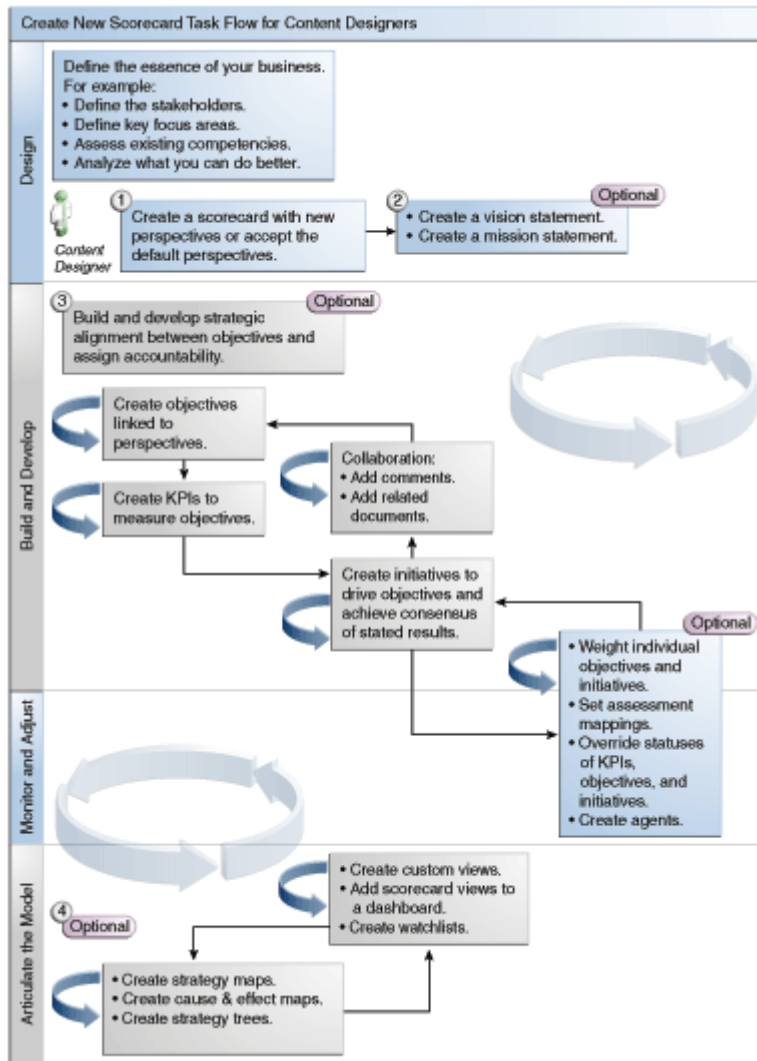 Create New Scorecard Task Flow for Content Designers
Design
Define the essence of your business.
For example:
• Define the stakeholders.
• Define key focus areas.
• Assess existing competencies.
• Analyze what you can do better.
Content
Designer
1
Create a scorecard with new
perspectives or accept the
default perspectives.
2
Optional
• Create a vision statement.
• Create a mission statement.
Build and Develop
3
Optional
Build and develop strategic
alignment between objectives and
assign accountability.
Create objectives
linked to
perspectives.
Collaboration:
• Add comments.
• Add related
documents.
Create KPIs to
measure objectives.
Create initiatives to
drive objectives and
achieve consensus
of stated results.
Optional
• Weight individual
objectives and
initiatives.
• Set assessment
mappings.
• Override statuses
of KPIs,
objectives, and
initiatives.
• Create agents.
Monitor and Adjust
Articulate the Model
4
Optional
• Create custom views.
• Add scorecard views to
a dashboard.
• Create watchlists.
• Create strategy maps.
• Create cause & effect maps.
• Create strategy trees.